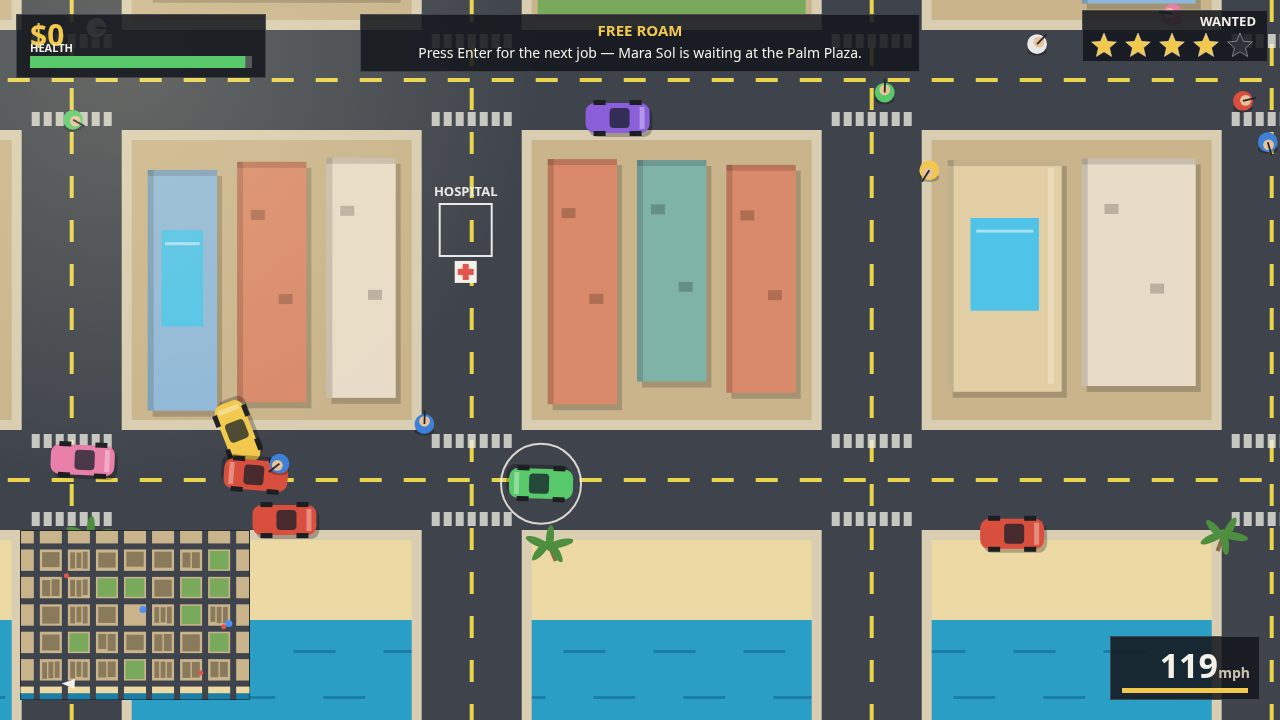 $0
HEALTH
FREE ROAM
Press Enter for the next job — Mara Sol is waiting at the Palm Plaza.
WANTED
HOSPITAL
119mph